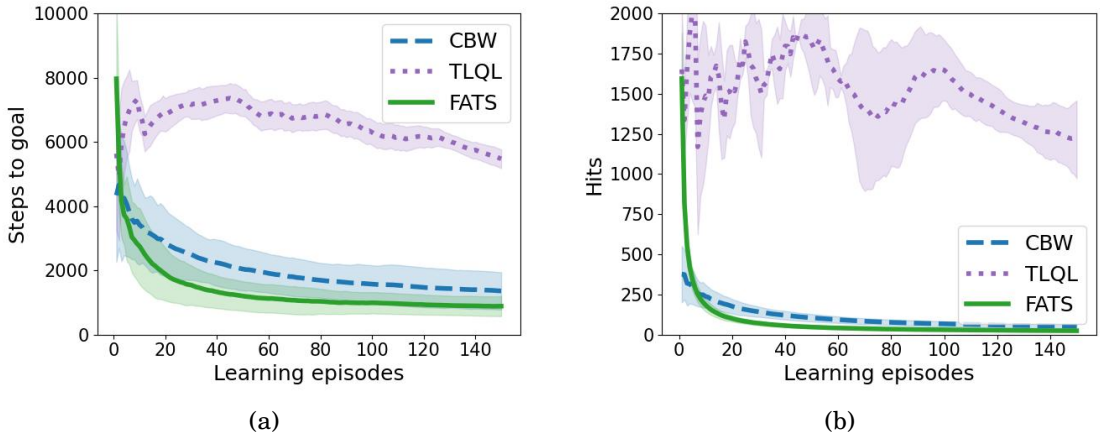 10000
8000
6000
4000
2000
0
Steps to goal
CBW
TLQL
FATS
0 20 40 60 80 100 120 140
Learning episodes
(a)
2000
1750
1500
1250
1000
750
500
250
0
Hits
CBW
TLQL
FATS
0 20 40 60 80 100 120 140
Learning episodes
(b)